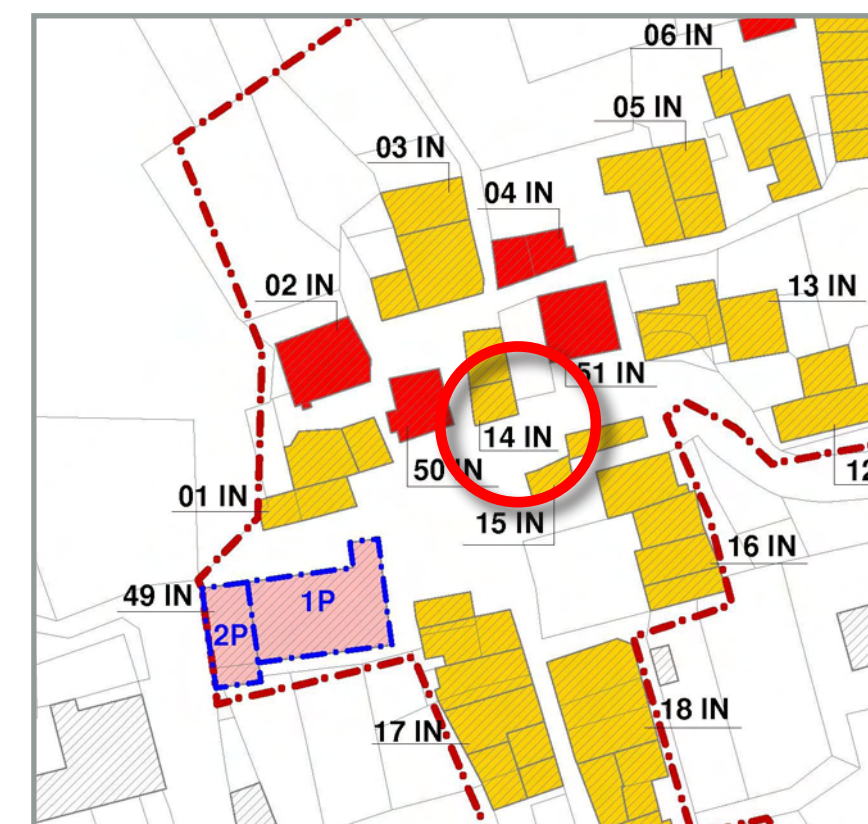 06 IN
05 IN
03 IN
04 IN
02 IN
13 IN
51 IN
14 IN
50 IN
12
01 IN
15 IN
16 IN
49 IN
1P
2P
17 IN
18 IN